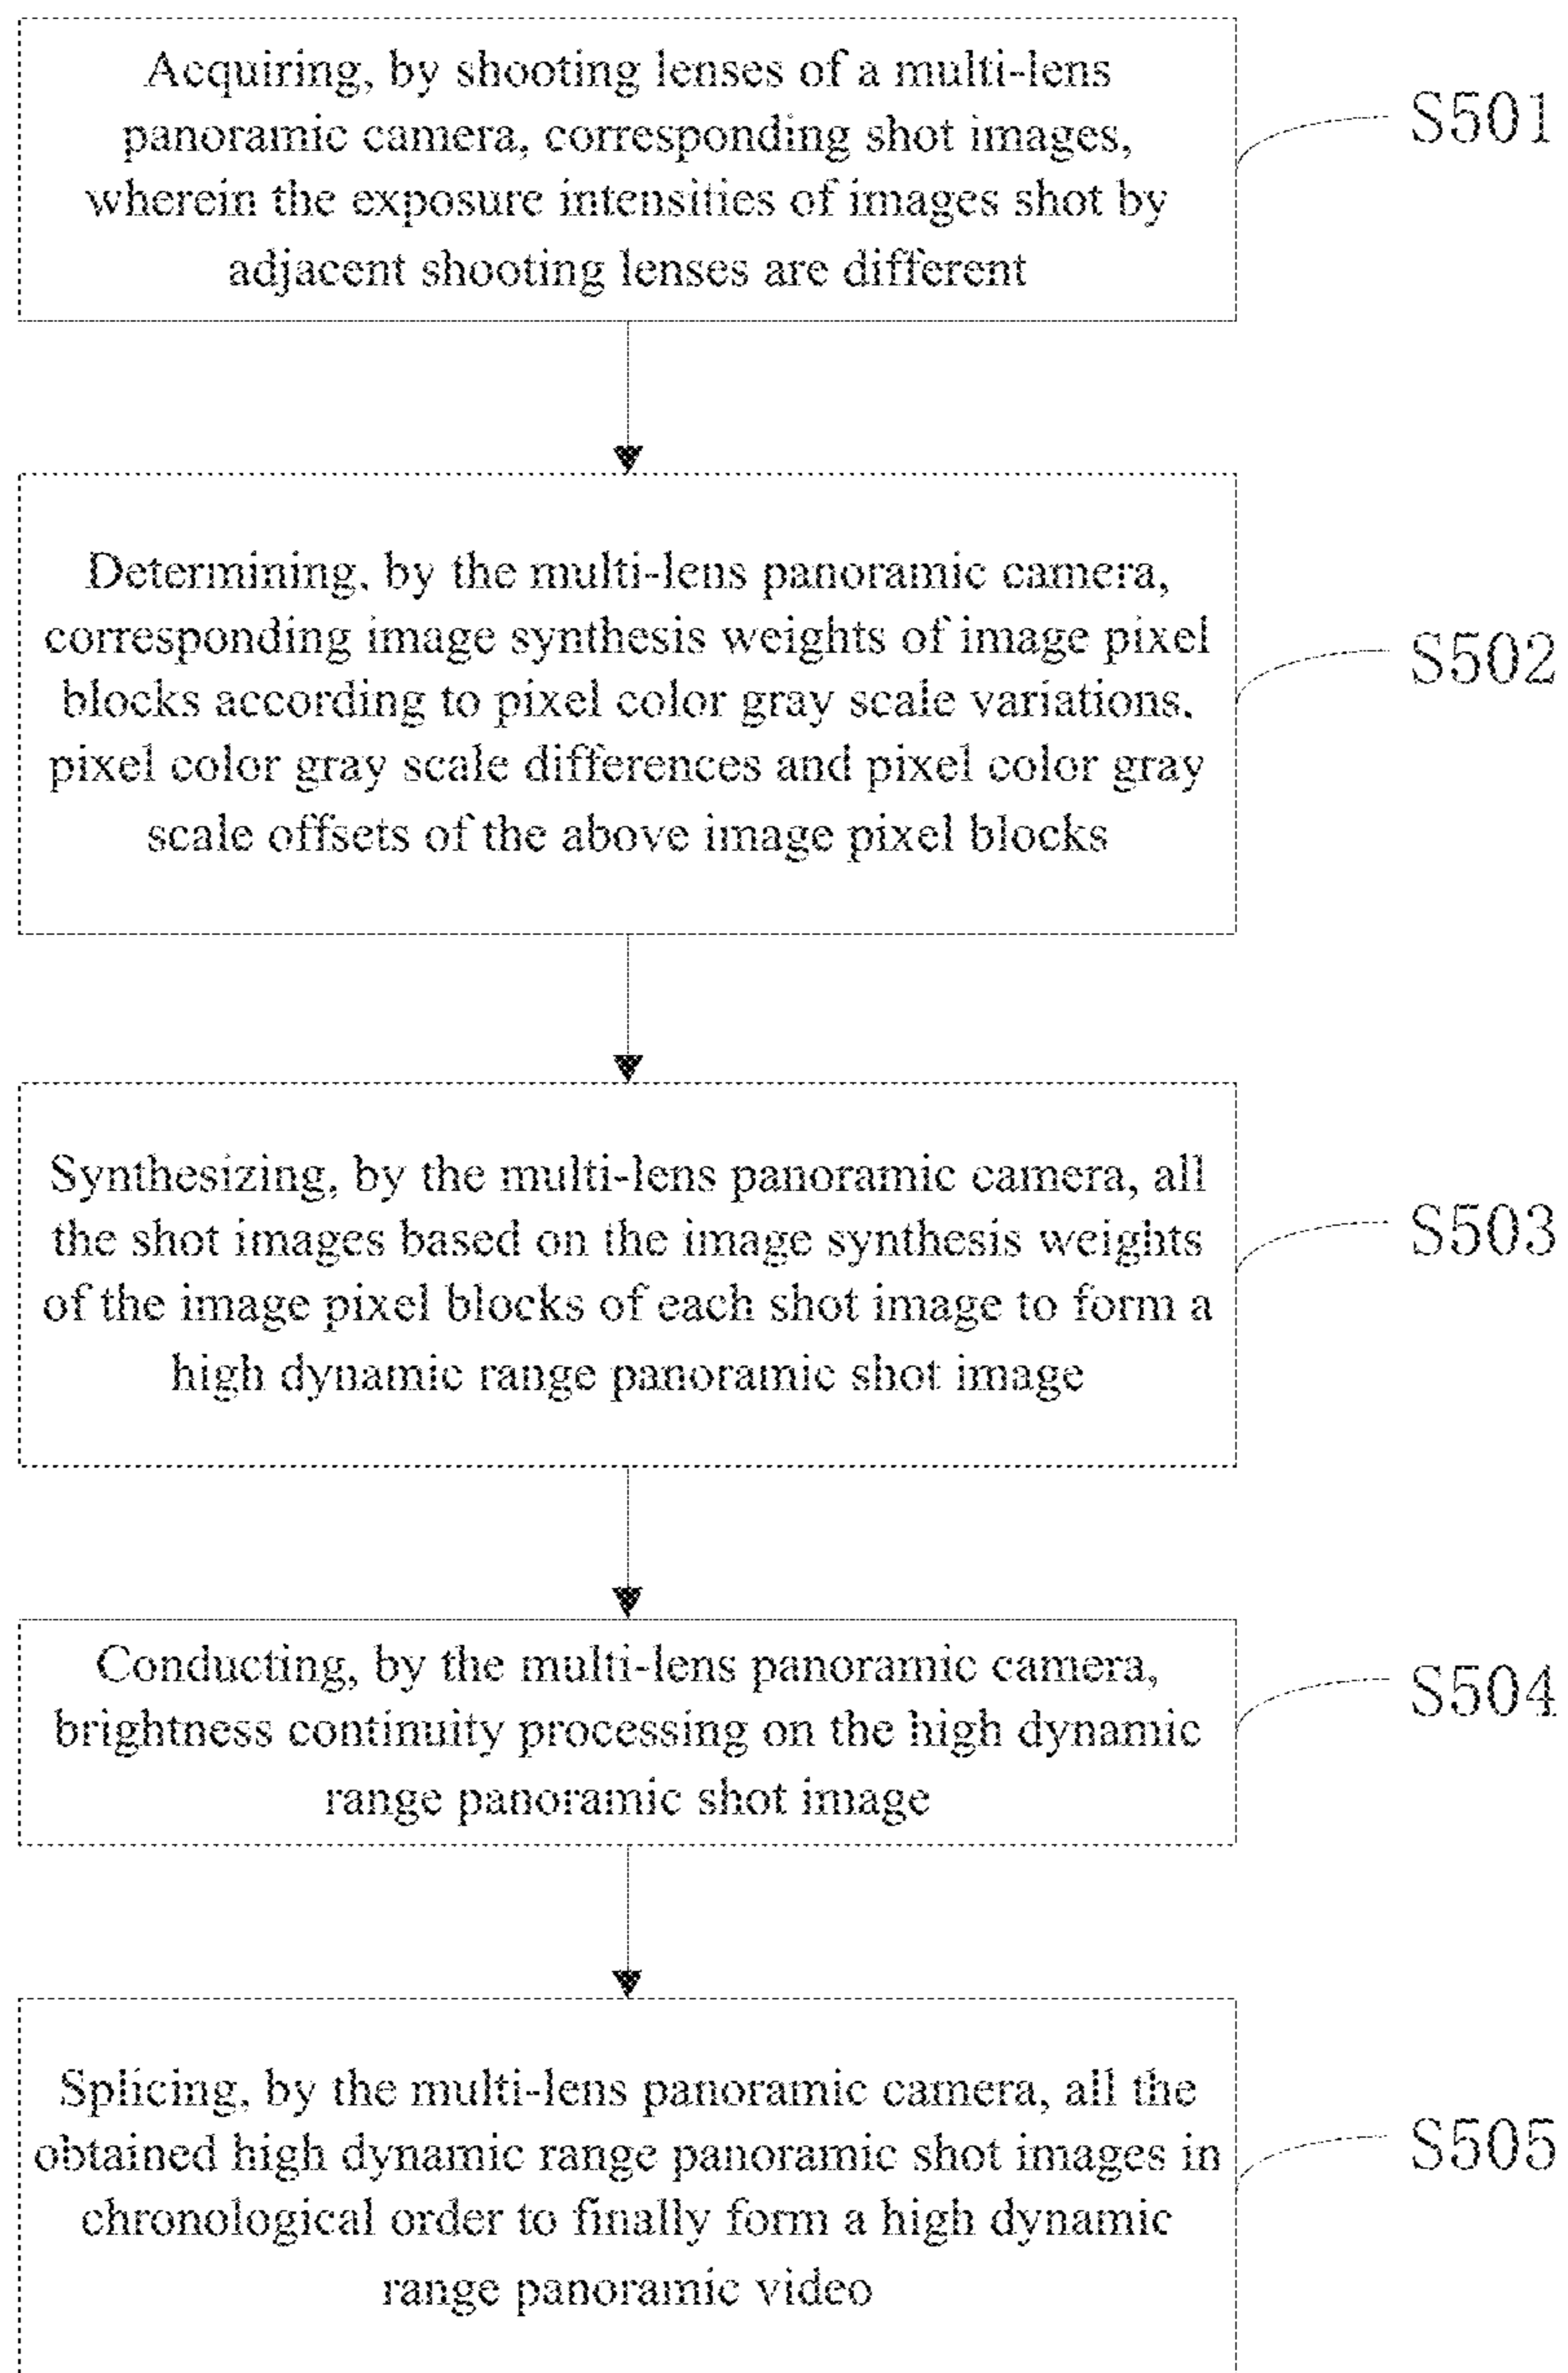 Acquiring, by shooting lenses of a multi-lens
panoramic camera, corresponding shot images,
wherein the exposure intensities of images shot by
adjacent shooting lenses are different
S501
Determining, by the multi-lens panoramic camera,
corresponding image synthesis weights of image pixel
blocks according to pixel color gray scale variations,
pixel color gray scale differences and pixel color gray
scale offsets of the above image pixel blocks
S502
Synthesizing, by the multi-lens panoramic camera, all
the shot images based on the image synthesis weights
of the image pixel blocks of each shot image to form a
high dynamic range panoramic shot image
S503
Conducting, by the multi-lens panoramic camera,
brightness continuity processing on the high dynamic
range panoramic shot image
S504
Splicing, by the multi-lens panoramic camera, all the
obtained high dynamic range panoramic shot images in
chronological order to finally form a high dynamic
range panoramic video
S505